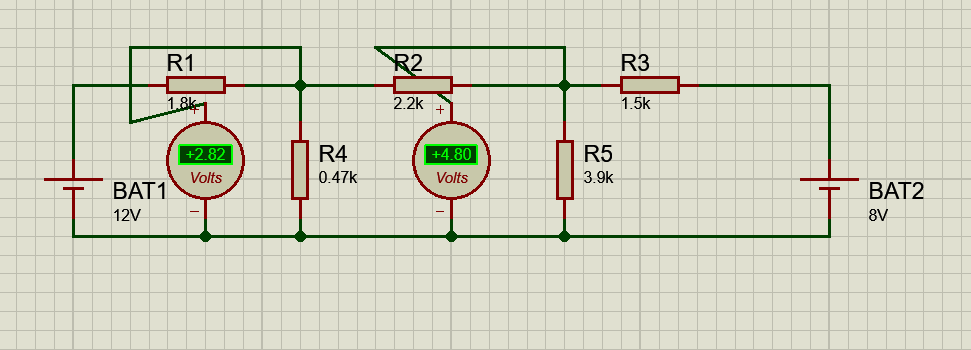 R1
1.8k
R2
2.2k
R3
1.5k
+
+2.82
Volts
−
+
+4.80
Volts
−
R4
0.47k
R5
3.9k
BAT1
12V
BAT2
8V